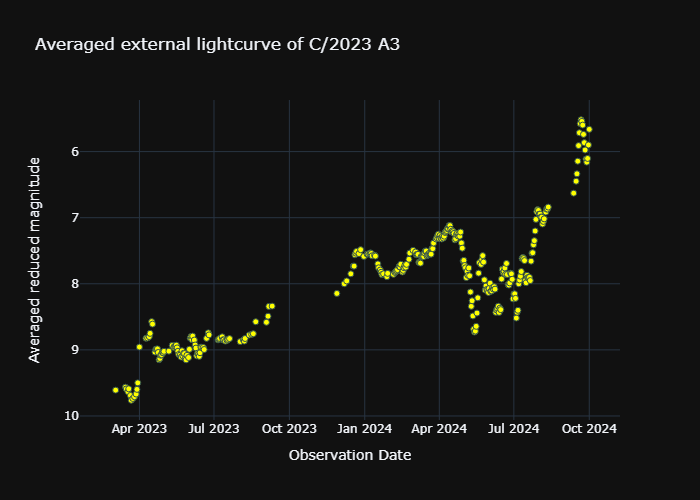 Averaged external lightcurve of C/2023 A3
Averaged reduced magnitude
6
7
8
9
10
Apr 2023 Jul 2023 Oct 2023 Jan 2024 Apr 2024 Jul 2024 Oct 2024
Observation Date